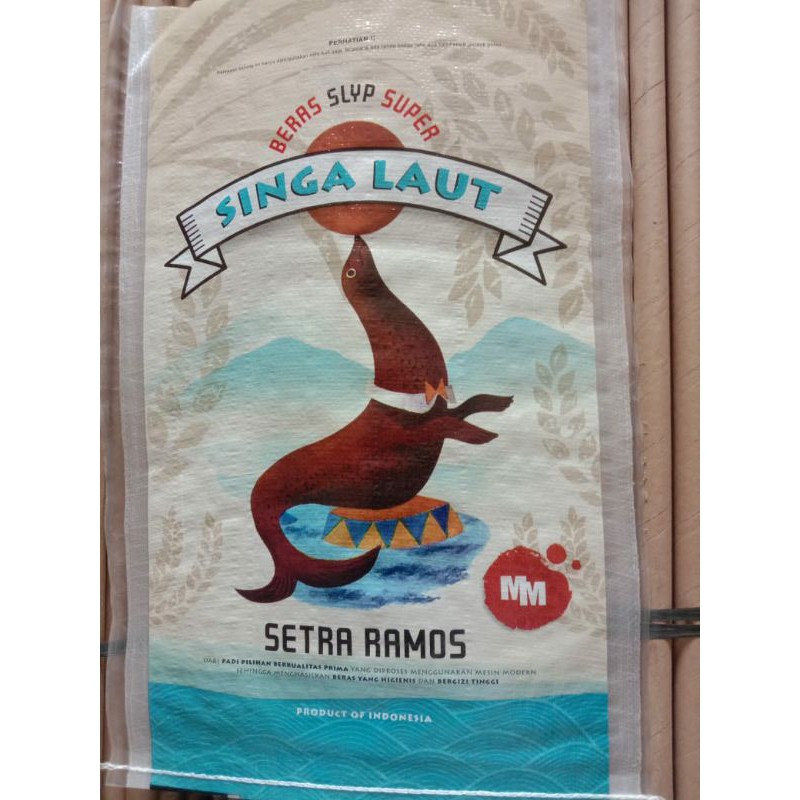 PERHATIAN !!
BERAS SLYP SUPER
SINGA LAUT
MM
SETRA RAMOS
DARI PADI PILIHAN BERKUALITAS PRIMA YANG DIPROSES MENGGUNAKAN MESIN MODERN
SEHINGGA MENGHASILKAN BERAS YANG HIGIENIS DAN BERGIZI TINGGI
PRODUCT OF INDONESIA